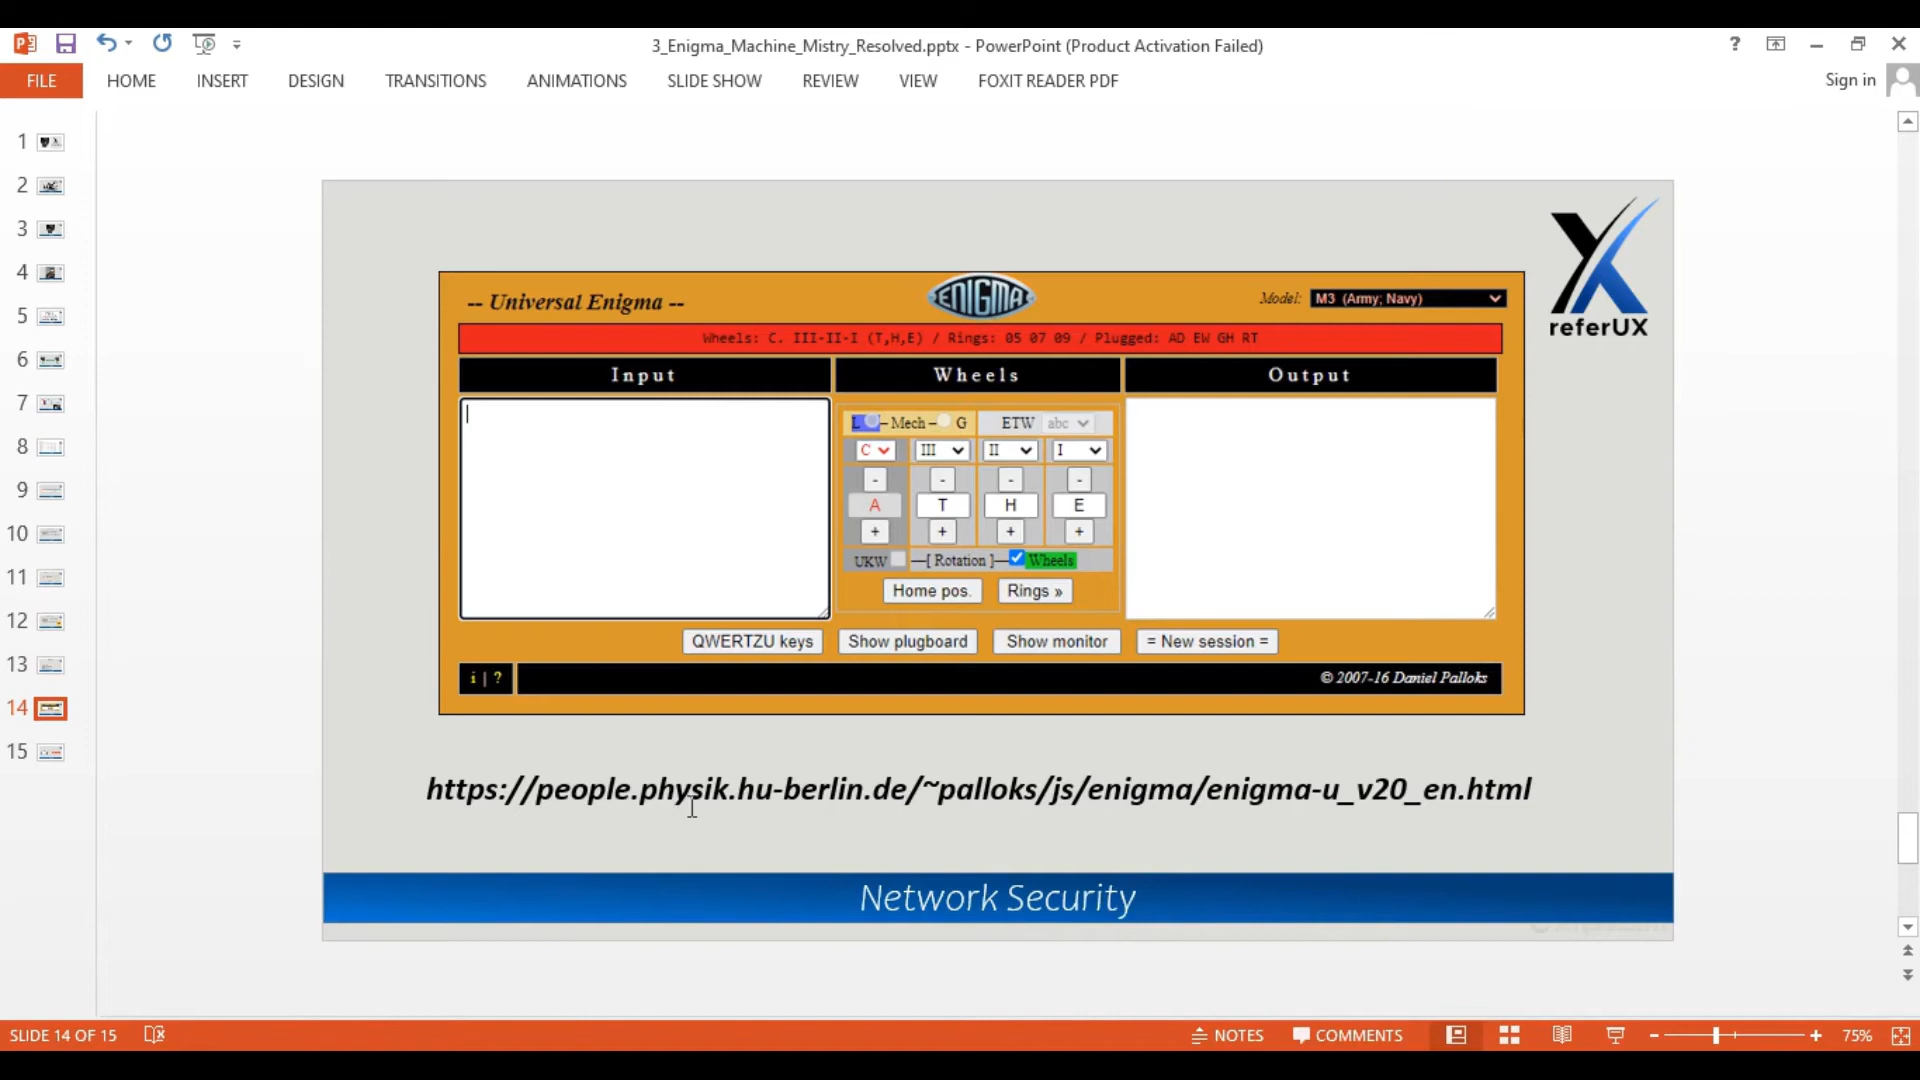 3_Enigma_Machine_Mistry_Resolved.pptx - PowerPoint (Product Activation Failed)
?
FILE HOME INSERT DESIGN TRANSITIONS ANIMATIONS SLIDE SHOW REVIEW VIEW FOXIT READER PDF Sign in
1
2
3
4
5
6
7
8
9
10
11
12
13
14
15
-- Universal Enigma --
ENIGMA
Model: M3 (Army; Navy)
referUX
Wheels: C. III-II-I (T,H,E) / Rings: 05 07 09 / Plugged: AD EW GH RT
Input Wheels Output
L – Mech – G ETW abc
C III II I
- - - -
A T H E
+ + + +
UKW —[ Rotation ]— Wheels
Home pos. Rings »
QWERTZU keys Show plugboard Show monitor = New session =
i | ? © 2007-16 Daniel Palloks
https://people.physik.hu-berlin.de/~palloks/js/enigma/enigma-u_v20_en.html
Network Security
SLIDE 14 OF 15 NOTES COMMENTS - + 75%